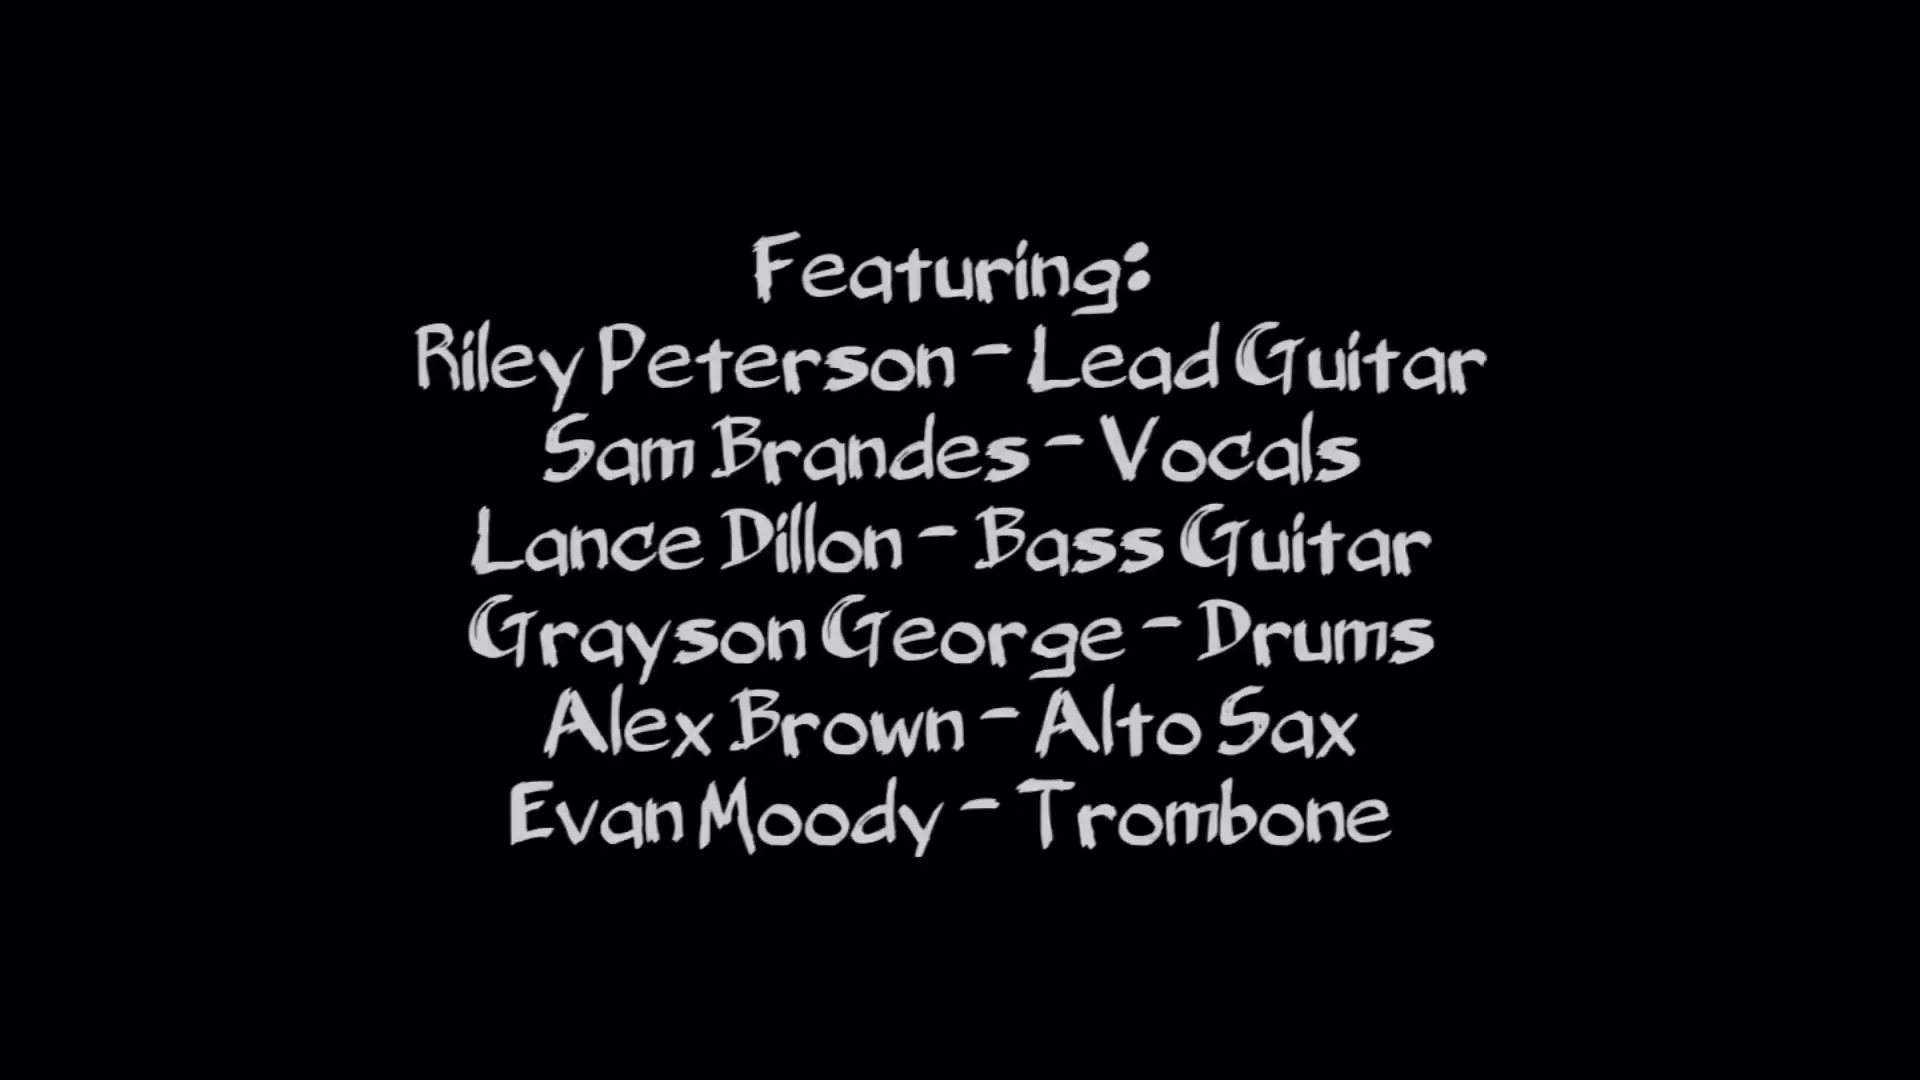 Featuring:
Riley Peterson - Lead Guitar
Sam Brandes - Vocals
Lance Dillon - Bass Guitar
Grayson George - Drums
Alex Brown - Alto Sax
Evan Moody - Trombone